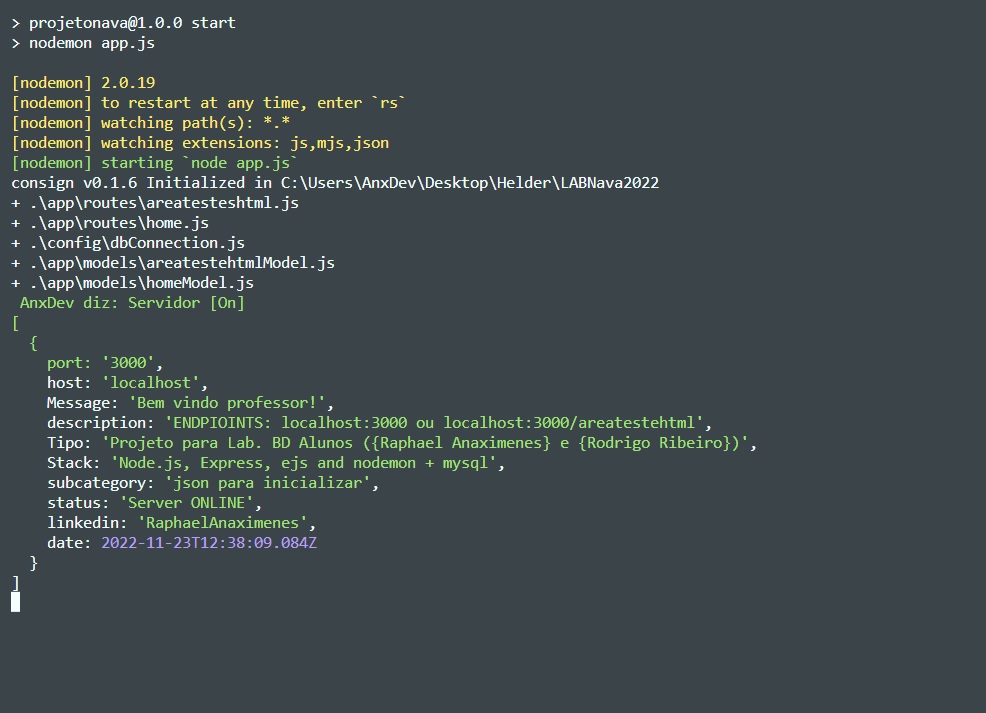 > projetonava@1.0.0 start
> nodemon app.js
[nodemon] 2.0.19
[nodemon] to restart at any time, enter `rs`
[nodemon] watching path(s): *.*
[nodemon] watching extensions: js,mjs,json
[nodemon] starting `node app.js`
consign v0.1.6 Initialized in C:\Users\AnxDev\Desktop\Helder\LABNava2022
+ .\app\routes\areatesteshtml.js
+ .\app\routes\home.js
+ .\config\dbConnection.js
+ .\app\models\areatestehtmlModel.js
+ .\app\models\homeModel.js
AnxDev diz: Servidor [On]
[
{
port: '3000',
host: 'localhost',
Message: 'Bem vindo professor!',
description: 'ENDPIOINTS: localhost:3000 ou localhost:3000/areatestehtml',
Tipo: 'Projeto para Lab. BD Alunos ({Raphael Anaximenes} e {Rodrigo Ribeiro})',
Stack: 'Node.js, Express, ejs and nodemon + mysql',
subcategory: 'json para inicializar',
status: 'Server ONLINE',
linkedin: 'RaphaelAnaximenes',
date: 2022-11-23T12:38:09.084Z
}
]